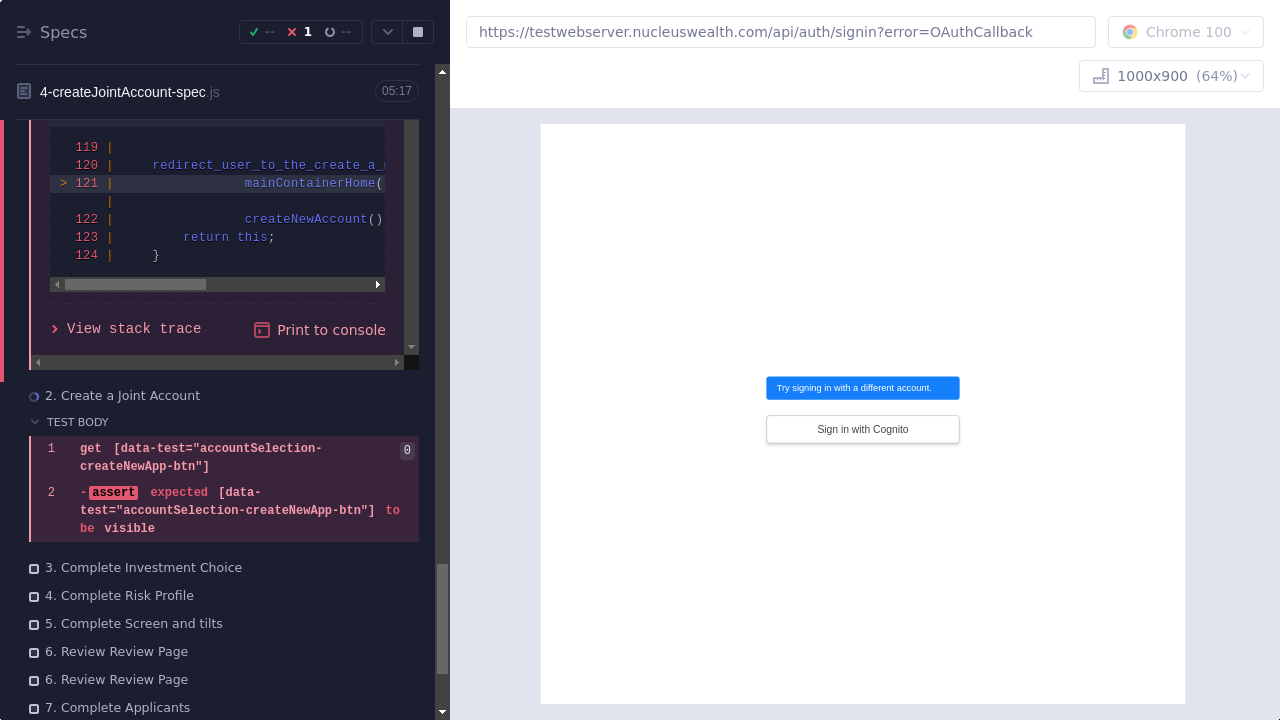 Specs
-- 1 --
4-createJointAccount-spec.js 05:17
119 |
120 | redirect_user_to_the_create_a_
> 121 | mainContainerHome(
|
122 | createNewAccount()
123 | return this;
124 | }
View stack trace
Print to console
2. Create a Joint Account
TEST BODY
1 get [data-test="accountSelection-
createNewApp-btn"]
0
2 -assert expected [data-
test="accountSelection-createNewApp-btn"] to
be visible
3. Complete Investment Choice
4. Complete Risk Profile
5. Complete Screen and tilts
6. Review Review Page
6. Review Review Page
7. Complete Applicants
https://testwebserver.nucleuswealth.com/api/auth/signin?error=OAuthCallback
Chrome 100
1000x900 (64%)
Try signing in with a different account.
Sign in with Cognito